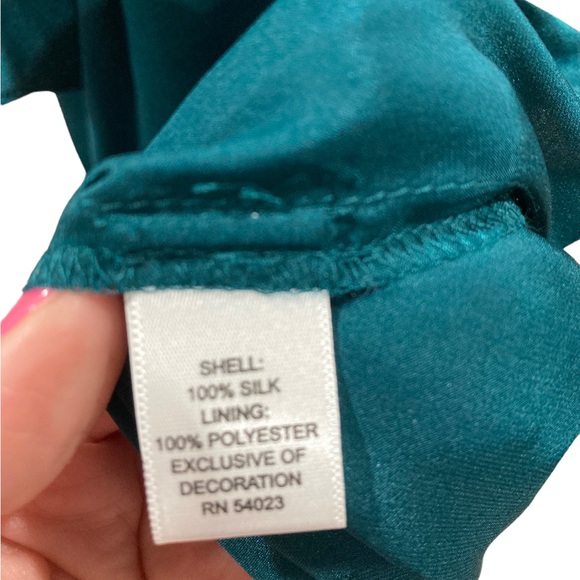 SHELL:
100% SILK
LINING:
100% POLYESTER
EXCLUSIVE OF
DECORATION
RN 54023